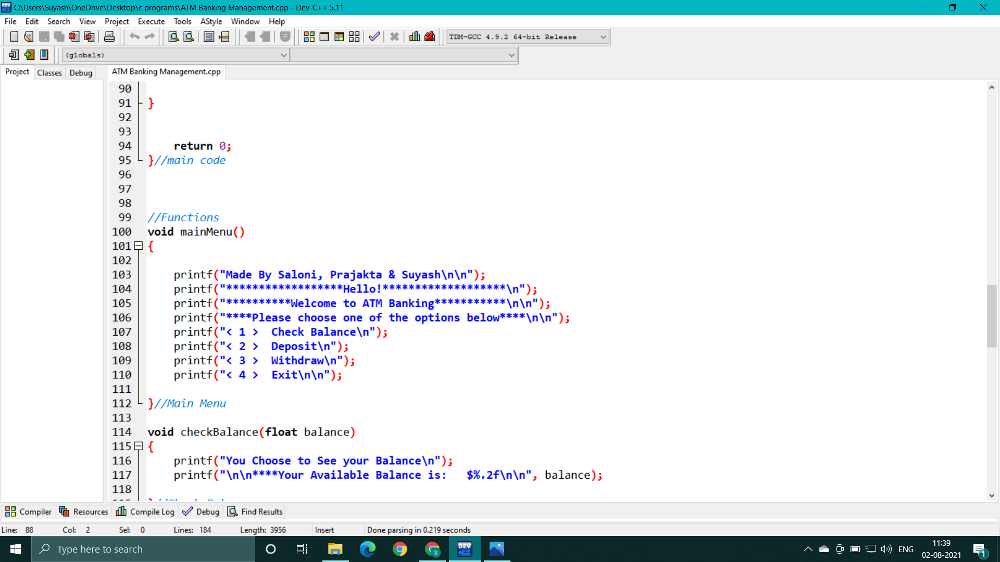 C:\Users\Suyash\OneDrive\Desktop\c programs\ATM Banking Management.cpp - Dev-C++ 5.11
File Edit Search View Project Execute Tools AStyle Window Help
TDM-GCC 4.9.2 64-bit Release
(globals)
Project Classes Debug
ATM Banking Management.cpp
90
91 }
92
93
94 return 0;
95 }//main code
96
97
98
99 //Functions
100 void mainMenu()
101 {
102
103 printf("Made By Saloni, Prajakta & Suyash\n\n");
104 printf("******************Hello!*******************\n");
105 printf("**********Welcome to ATM Banking***********\n\n");
106 printf("****Please choose one of the options below****\n\n");
107 printf("< 1 >  Check Balance\n");
108 printf("< 2 >  Deposit\n");
109 printf("< 3 >  Withdraw\n");
110 printf("< 4 >  Exit\n\n");
111
112 }//Main Menu
113
114 void checkBalance(float balance)
115 {
116 printf("You Choose to See your Balance\n");
117 printf("\n\n****Your Available Balance is:   $%.2f\n\n", balance);
118
Compiler Resources Compile Log Debug Find Results
Line: 88 Col: 2 Sel: 0 Lines: 184 Length: 3956 Insert Done parsing in 0.219 seconds
Type here to search
DEV C++
S
ENG
11:39
02-08-2021
1